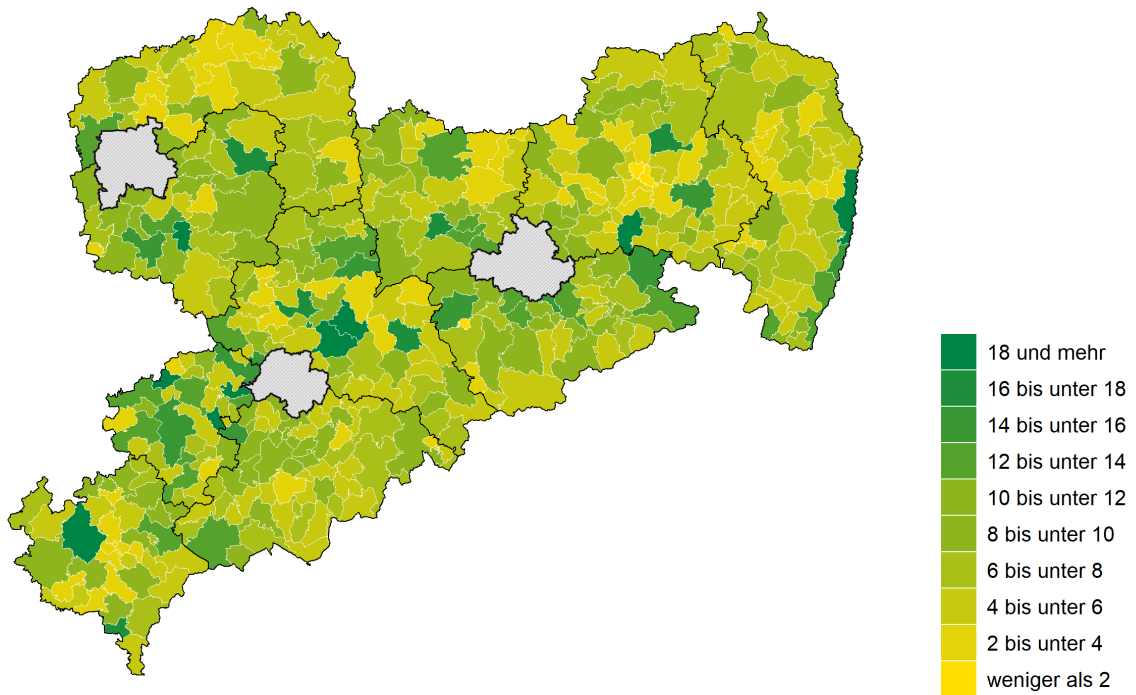 18 und mehr
16 bis unter 18
14 bis unter 16
12 bis unter 14
10 bis unter 12
8 bis unter 10
6 bis unter 8
4 bis unter 6
2 bis unter 4
weniger als 2